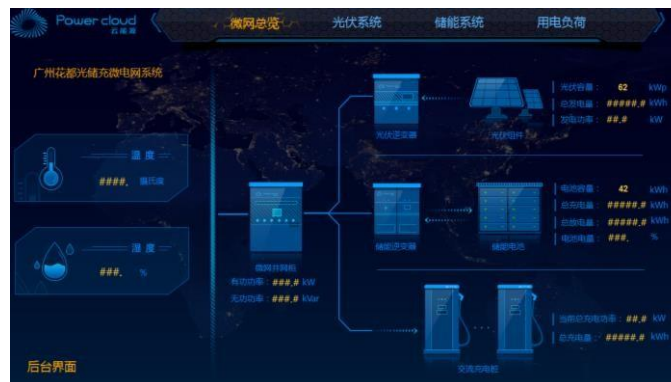 Power cloud
云能源
微网总览 光伏系统 储能系统 用电负荷
广州花都光储充微电网系统
温度
####. 摄氏度
湿度
###. %
微网并网柜
有功功率：###.# kW
无功功率：###.# kVar
光伏逆变器
光伏组件
光伏容量： 62 kWp
总发电量： #####.# kWh
发电功率： ##.# kW
储能逆变器
储能电池
电池容量： 42 kWh
总充电量： #####.# kWh
总放电量： #####.# kWh
电池电量： ###. %
交流充电桩
当前总充电功率： ##.# kW
总充电量： #####.# kWh
后台界面